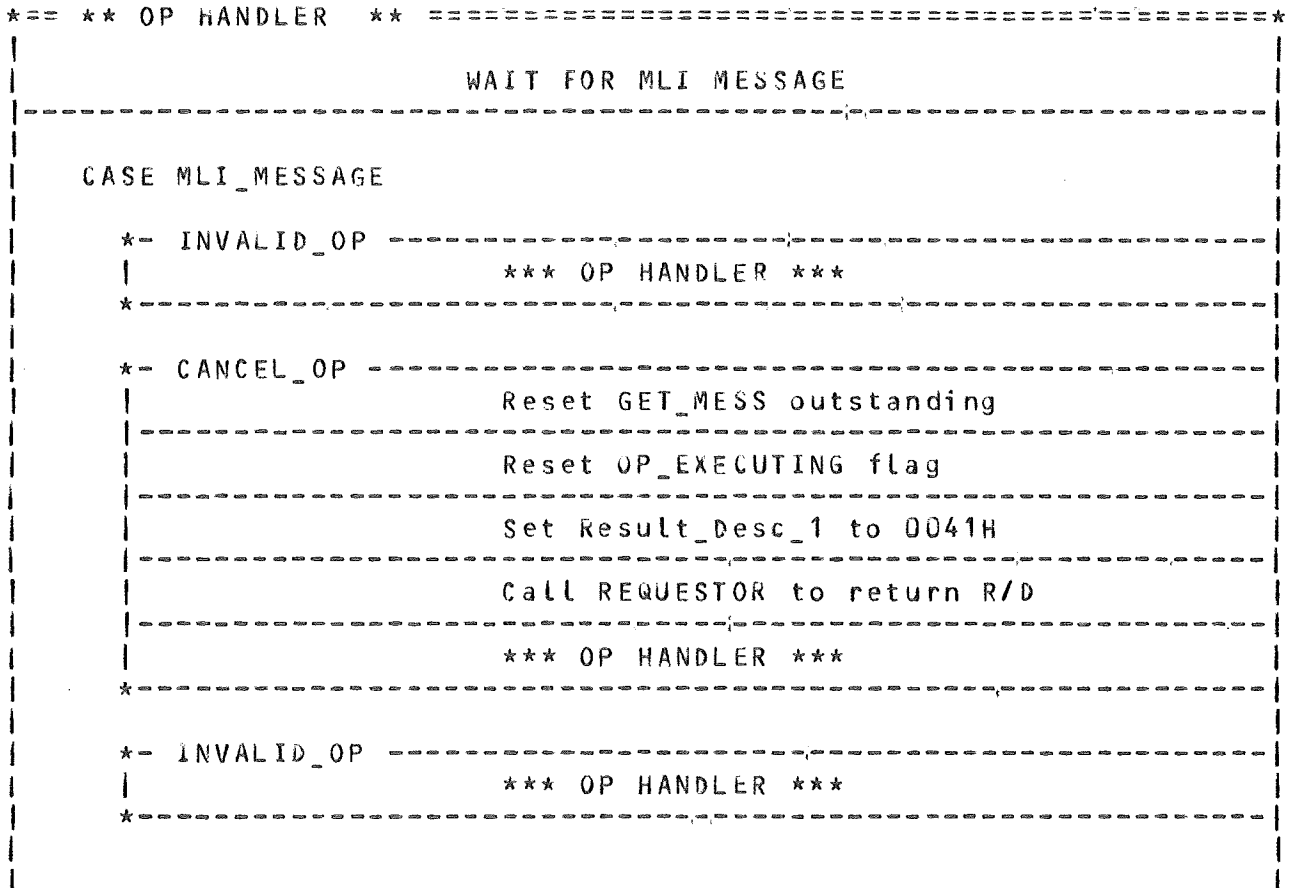 *== ** OP HANDLER ** ============================================*
WAIT FOR MLI MESSAGE
|-----------------------------------------------------------------|
CASE MLI_MESSAGE
*- INVALID_OP ----------------------------------------------|
| *** OP HANDLER ***
*-----------------------------------------------------------|
*- CANCEL_OP -----------------------------------------------|
| Reset GET_MESS outstanding
|-----------------------------------------------------------|
| Reset OP_EXECUTING flag
|-----------------------------------------------------------|
| Set Result_Desc_1 to 0041H
|-----------------------------------------------------------|
| Call REQUESTOR to return R/D
|-----------------------------------------------------------|
| *** OP HANDLER ***
*-----------------------------------------------------------|
*- INVALID_OP ----------------------------------------------|
| *** OP HANDLER ***
*-----------------------------------------------------------|